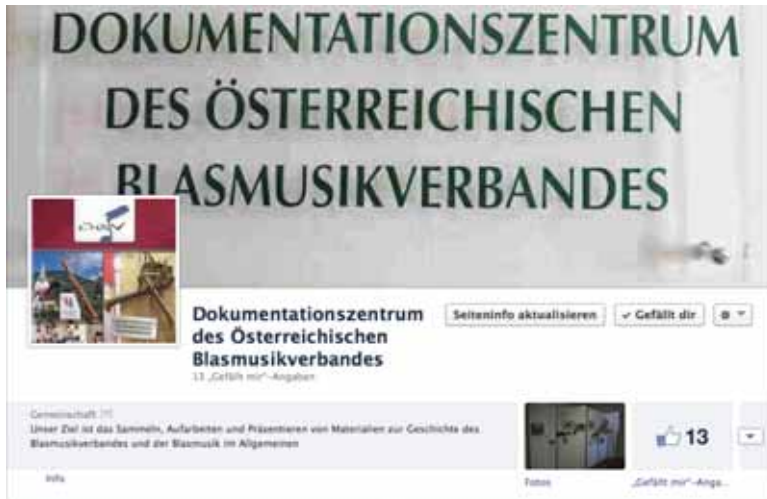 DOKUMENTATIONSZENTRUM
DES ÖSTERREICHISCHEN
BLASMUSIKVERBANDES
Dokumentationszentrum
des Österreichischen
Blasmusikverbandes
13 „Gefällt mir“-Angaben
Seiteninfo aktualisieren
✓ Gefällt dir
Gemeinschaft
Unser Ziel ist das Sammeln, Aufarbeiten und Präsentieren von Materialien zur Geschichte des
Blasmusikverbandes und der Blasmusik im Allgemeinen
Info
Fotos
13
„Gefällt mir“-Anga...